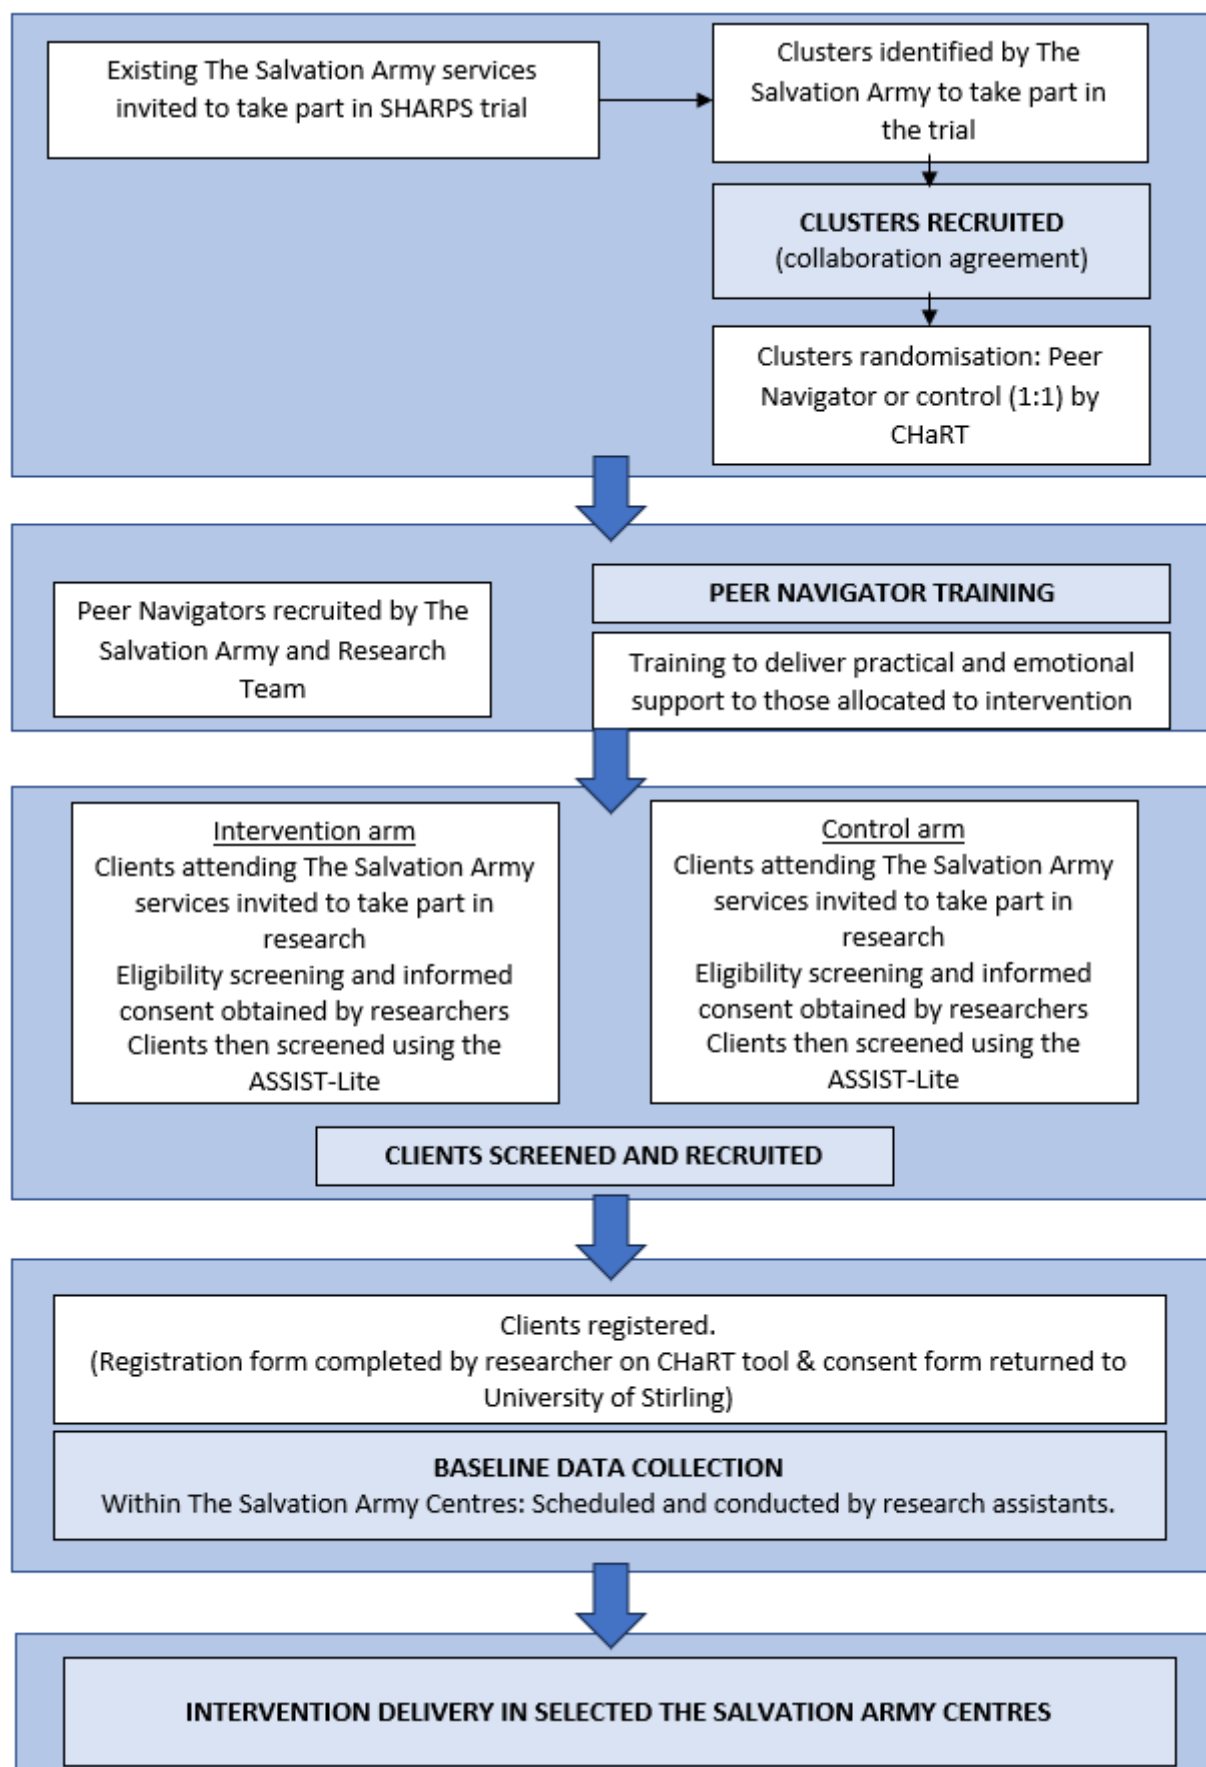 Existing The Salvation Army services
invited to take part in SHARPS trial
Clusters identified by The
Salvation Army to take part in
the trial
CLUSTERS RECRUITED
(collaboration agreement)
Clusters randomisation: Peer
Navigator or control (1:1) by
CHaRT
Peer Navigators recruited by The
Salvation Army and Research
Team
PEER NAVIGATOR TRAINING
Training to deliver practical and emotional
support to those allocated to intervention
Intervention arm
Clients attending The Salvation Army
services invited to take part in
research
Eligibility screening and informed
consent obtained by researchers
Clients then screened using the
ASSIST-Lite
Control arm
Clients attending The Salvation Army
services invited to take part in
research
Eligibility screening and informed
consent obtained by researchers
Clients then screened using the
ASSIST-Lite
CLIENTS SCREENED AND RECRUITED
Clients registered.
(Registration form completed by researcher on CHaRT tool & consent form returned to
University of Stirling)
BASELINE DATA COLLECTION
Within The Salvation Army Centres: Scheduled and conducted by research assistants.
INTERVENTION DELIVERY IN SELECTED THE SALVATION ARMY CENTRES